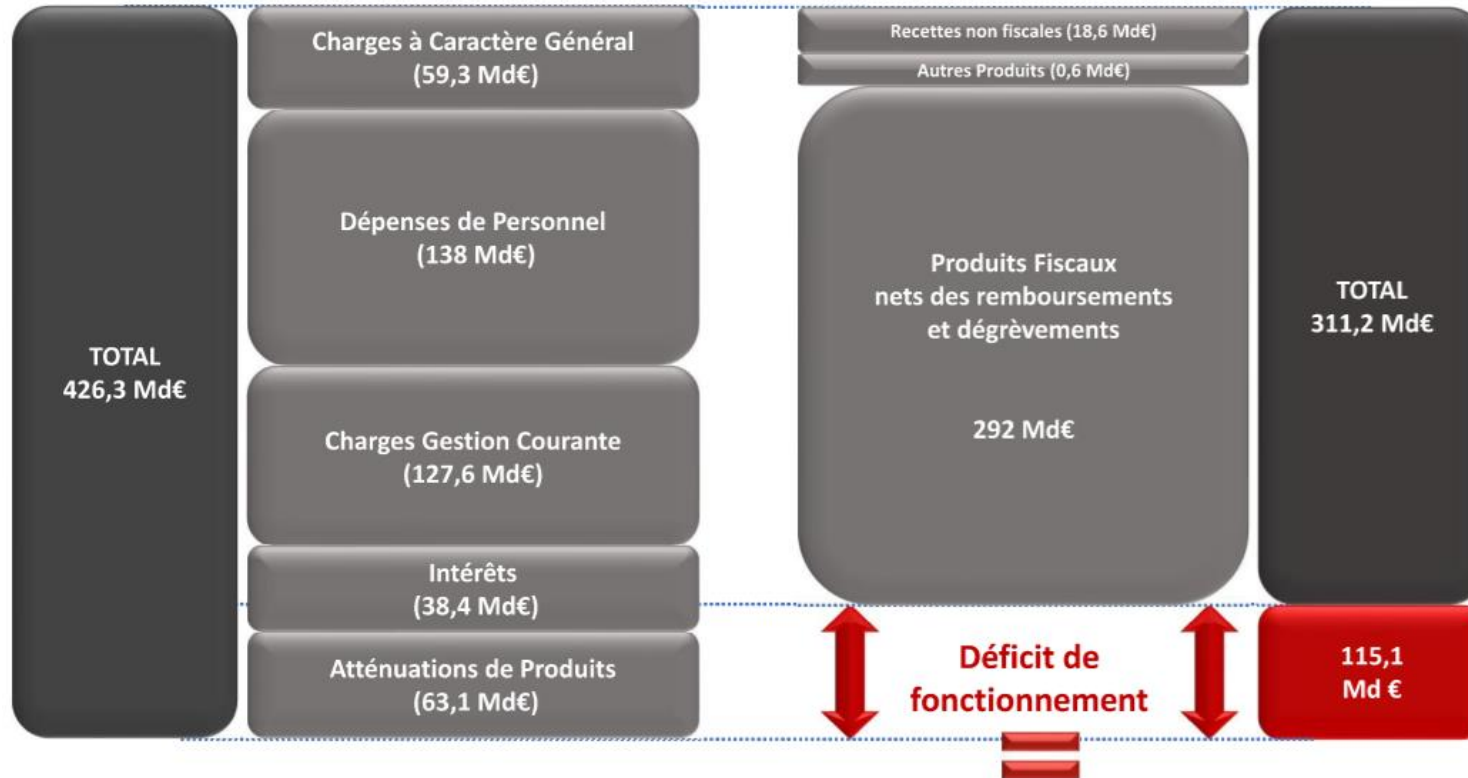 TOTAL
426,3 Md€
Charges à Caractère Général
(59,3 Md€)
Dépenses de Personnel
(138 Md€)
Charges Gestion Courante
(127,6 Md€)
Intérêts
(38,4 Md€)
Atténuations de Produits
(63,1 Md€)
Recettes non fiscales (18,6 Md€)
Autres Produits (0,6 Md€)
Produits Fiscaux
nets des remboursements
et dégrèvements
292 Md€
Déficit de
fonctionnement
TOTAL
311,2 Md€
115,1
Md €